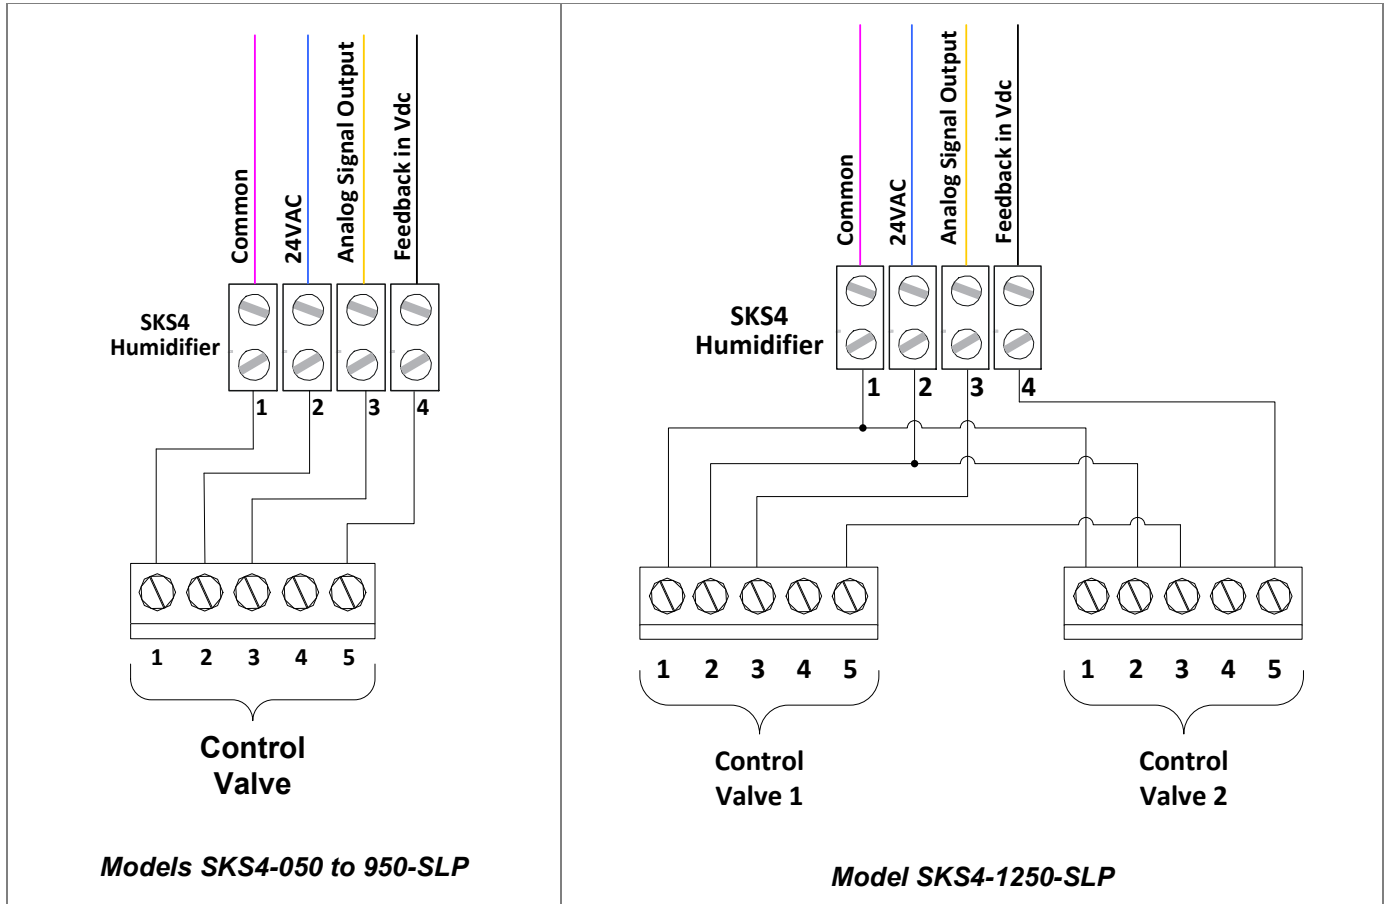 Common
24VAC
Analog Signal Output
Feedback in Vdc
SKS4
Humidifier
1 2 3 4
1 2 3 4 5
Control
Valve
Models SKS4-050 to 950-SLP
Common
24VAC
Analog Signal Output
Feedback in Vdc
SKS4
Humidifier
1 2 3 4
1 2 3 4 5
1 2 3 4 5
Control
Valve 1
Control
Valve 2
Model SKS4-1250-SLP